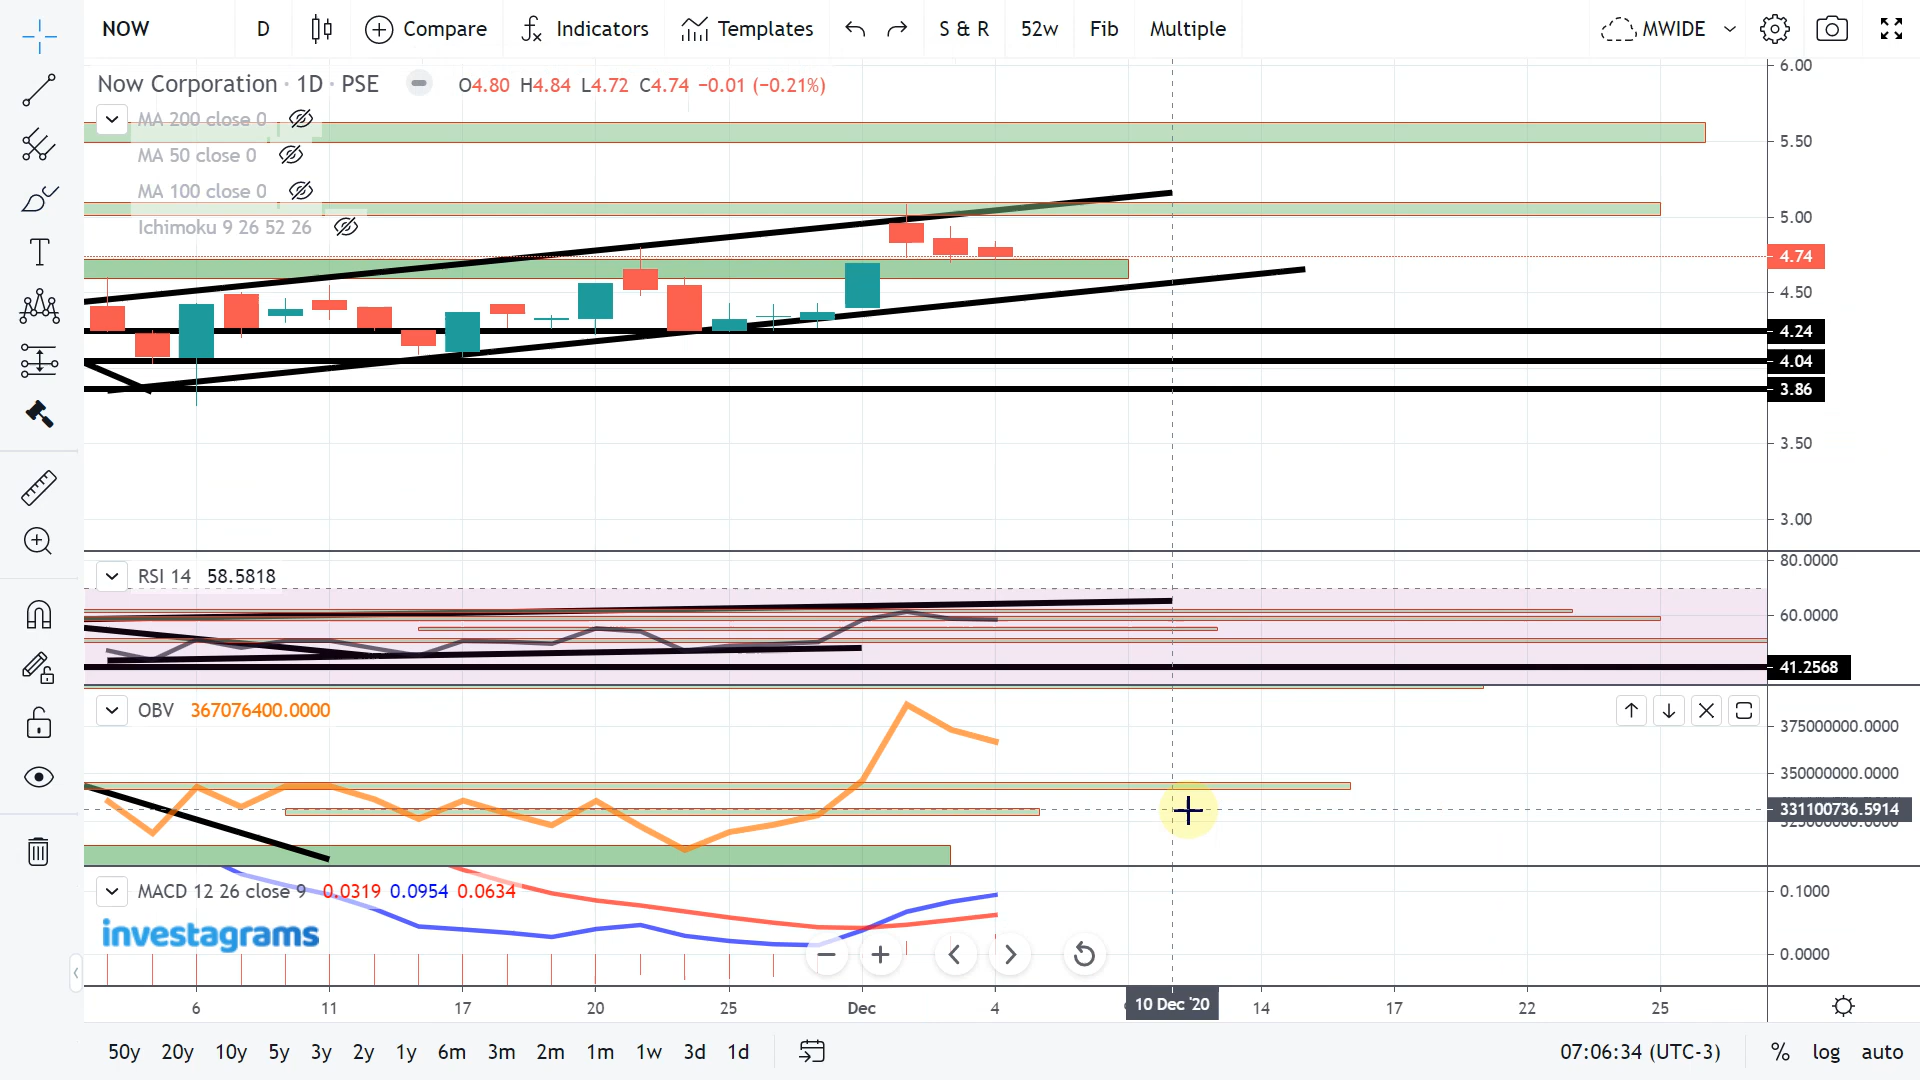 NOW D Compare Indicators Templates S & R 52w Fib Multiple MWIDE
Now Corporation · 1D · PSE O4.80 H4.84 L4.72 C4.74 −0.01 (−0.21%)
MA 200 close 0
MA 50 close 0
MA 100 close 0
Ichimoku 9 26 52 26
6.00
5.50
5.00
4.74
4.50
4.24
4.04
3.86
3.50
3.00
RSI 14 58.5818
80.0000
60.0000
41.2568
OBV 367076400.0000
375000000.0000
350000000.0000
331100736.5914
MACD 12 26 close 9 0.0319 0.0954 0.0634
0.1000
0.0000
investagrams
6 11 17 20 25 Dec 4 10 Dec '20 14 17 22 25
50y 20y 10y 5y 3y 2y 1y 6m 3m 2m 1m 1w 3d 1d 07:06:34 (UTC-3) % log auto